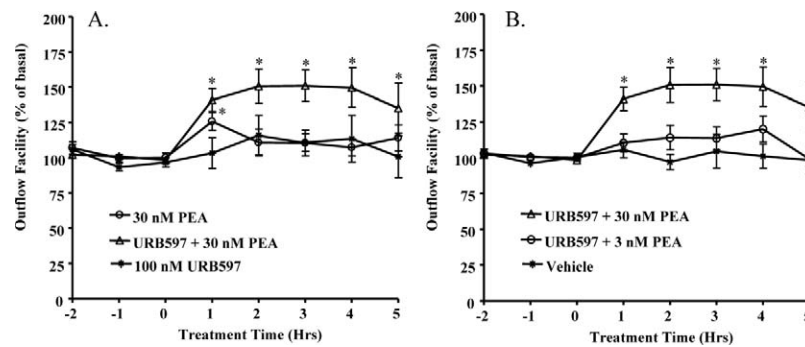 A.
Outflow Facility (% of basal)
200
175
150
125
100
75
50
25
0
* * * * *
*
30 nM PEA
URB597 + 30 nM PEA
100 nM URB597
-2 -1 0 1 2 3 4 5
Treatment Time (Hrs)
B.
Outflow Facility (% of basal)
200
175
150
125
100
75
50
25
0
* * * *
URB597 + 30 nM PEA
URB597 + 3 nM PEA
Vehicle
-2 -1 0 1 2 3 4
Treatment Time (Hrs)